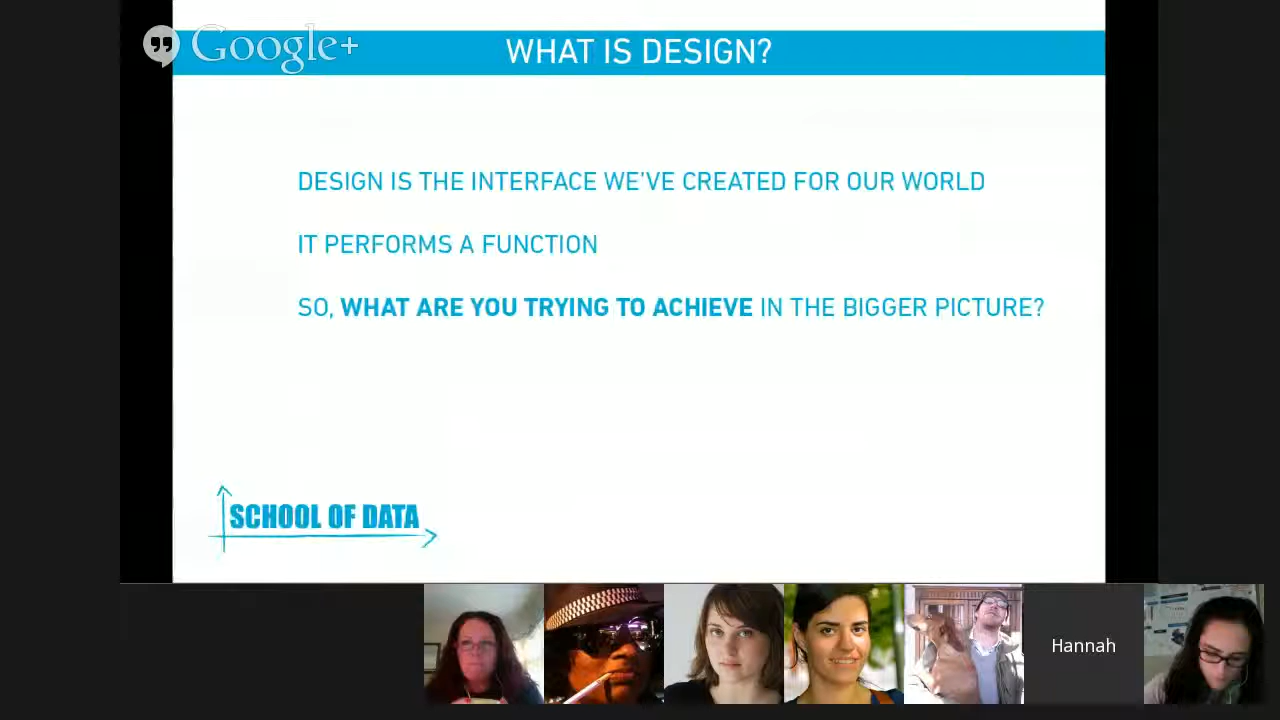 Google+
WHAT IS DESIGN?
DESIGN IS THE INTERFACE WE'VE CREATED FOR OUR WORLD
IT PERFORMS A FUNCTION
SO, WHAT ARE YOU TRYING TO ACHIEVE IN THE BIGGER PICTURE?
SCHOOL OF DATA
Hannah